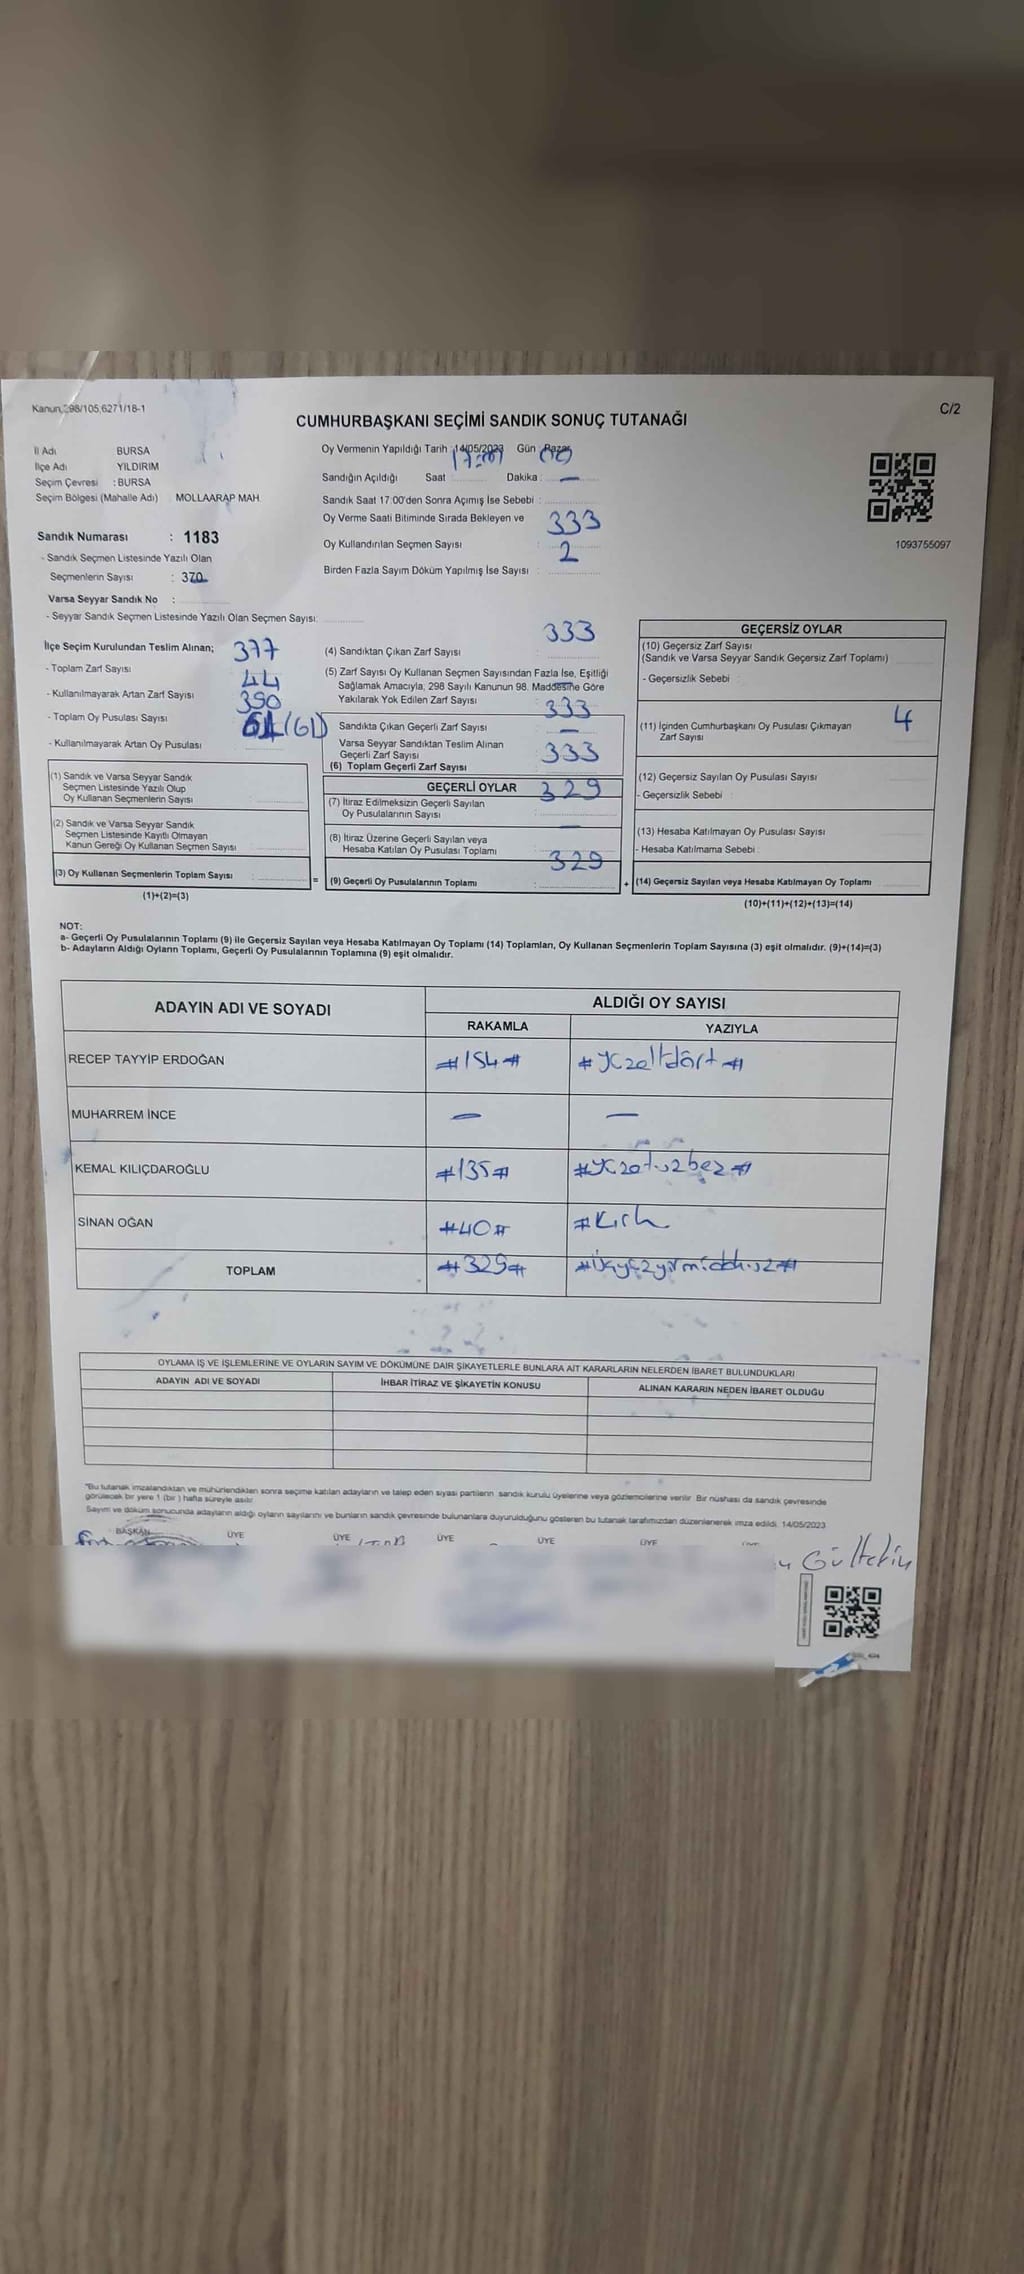 Kanun,298/105,6271/18-1
C/2
CUMHURBAŞKANI SEÇİMİ SANDIK SONUÇ TUTANAĞI
İl Adı BURSA
İlçe Adı YILDIRIM
Seçim Çevresi : BURSA
Seçim Bölgesi (Mahalle Adı) : MOLLAARAP MAH.
Sandık Numarası : 1183
- Sandık Seçmen Listesinde Yazılı Olan
Seçmenlerin Sayısı : 370
Varsa Seyyar Sandık No :
- Seyyar Sandık Seçmen Listesinde Yazılı Olan Seçmen Sayısı:
Oy Vermenin Yapıldığı Tarih : 14/05/2023 Gün : Pazar
17:00
Sandığın Açıldığı Saat Dakika : —
Sandık Saat 17:00'den Sonra Açımış İse Sebebi :
Oy Verme Saati Bitiminde Sırada Bekleyen ve 333
Oy Kullandırılan Seçmen Sayısı : 2
Birden Fazla Sayım Döküm Yapılmış İse Sayısı :
1093755097
İlçe Seçim Kurulundan Teslim Alınan; 377
- Toplam Zarf Sayısı 44
- Kullanılmayarak Artan Zarf Sayısı 390
- Toplam Oy Pusulası Sayısı 61 (61)
- Kullanılmayarak Artan Oy Pusulası
(1) Sandık ve Varsa Seyyar Sandık
Seçmen Listesinde Yazılı Olup
Oy Kullanan Seçmenlerin Sayısı :
(2) Sandık ve Varsa Seyyar Sandık
Seçmen Listesinde Kayıtlı Olmayan
Kanun Gereği Oy Kullanan Seçmen Sayısı :
(3) Oy Kullanan Seçmenlerin Toplam Sayısı :
(1)+(2)=(3)
333
(4) Sandıktan Çıkan Zarf Sayısı :
(5) Zarf Sayısı Oy Kullanan Seçmen Sayısından Fazla İse, Eşitliği
Sağlamak Amacıyla, 298 Sayılı Kanunun 98. Maddesine Göre
Yakılarak Yok Edilen Zarf Sayısı : 333
Sandıkta Çıkan Geçerli Zarf Sayısı : —
Varsa Seyyar Sandıktan Teslim Alınan
Geçerli Zarf Sayısı 333
(6) Toplam Geçerli Zarf Sayısı
GEÇERLİ OYLAR 329
(7) İtiraz Edilmeksizin Geçerli Sayılan
Oy Pusulalarının Sayısı : —
(8) İtiraz Üzerine Geçerli Sayılan veya
Hesaba Katılan Oy Pusulası Toplamı : 329
= (9) Geçerli Oy Pusulalarının Toplamı :
GEÇERSİZ OYLAR
(10) Geçersiz Zarf Sayısı
(Sandık ve Varsa Seyyar Sandık Geçersiz Zarf Toplamı)
- Geçersizlik Sebebi :
(11) İçinden Cumhurbaşkanı Oy Pusulası Çıkmayan 4
Zarf Sayısı
(12) Geçersiz Sayılan Oy Pusulası Sayısı
- Geçersizlik Sebebi :
(13) Hesaba Katılmayan Oy Pusulası Sayısı
- Hesaba Katılmama Sebebi :
+ (14) Geçersiz Sayılan veya Hesaba Katılmayan Oy Toplamı
(10)+(11)+(12)+(13)=(14)
NOT:
a- Geçerli Oy Pusulalarının Toplamı (9) ile Geçersiz Sayılan veya Hesaba Katılmayan Oy Toplamı (14) Toplamları, Oy Kullanan Seçmenlerin Toplam Sayısına (3) eşit olmalıdır. (9)+(14)=(3)
b- Adayların Aldığı Oyların Toplamı, Geçerli Oy Pusulalarının Toplamına (9) eşit olmalıdır.
ADAYIN ADI VE SOYADI ALDIĞI OY SAYISI
RAKAMLA YAZIYLA
RECEP TAYYİP ERDOĞAN #154# #Yüzellidört#
MUHARREM İNCE — —
KEMAL KILIÇDAROĞLU #135# #Yüzotuzbeş#
SİNAN OĞAN #40# #Kırk
TOPLAM #329# #Üçyüzyirmidokuz#
OYLAMA İŞ VE İŞLEMLERİNE VE OYLARIN SAYIM VE DÖKÜMÜNE DAİR ŞİKAYETLERLE BUNLARA AİT KARARLARIN NELERDEN İBARET BULUNDUKLARI
ADAYIN ADI VE SOYADI İHBAR İTİRAZ VE ŞİKAYETİN KONUSU ALINAN KARARIN NEDEN İBARET OLDUĞU
*Bu tutanak imzalandıktan ve mühürlendikten sonra seçime katılan adayların ve talep eden siyasi partilerin sandık kurulu üyelerine veya gözlemcilerine verilir. Bir nüshası da sandık çevresinde
görülecek bir yere 1 (bir ) hafta süreyle asılır.
Sayım ve döküm sonucunda adayların aldığı oyların sayılarını ve bunların sandık çevresinde bulunanlara duyurulduğunu gösteren bu tutanak tarafımızdan düzenlenerek imza edildi. 14/05/2023
BAŞKAN ÜYE ÜYE ÜYE ÜYE ÜYE
Gültekin